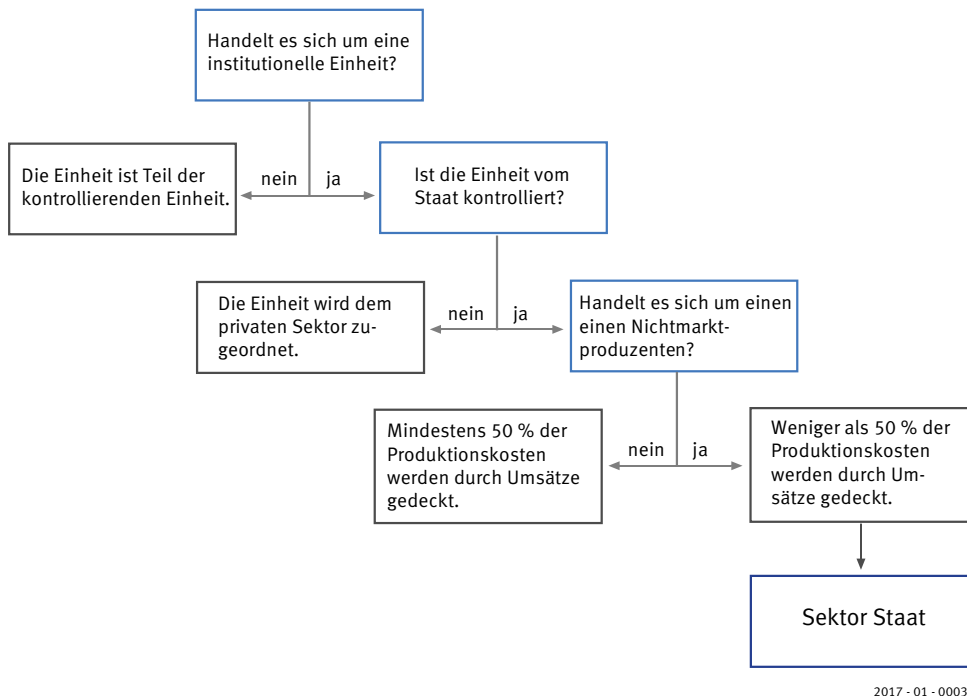 Handelt es sich um eine
institutionelle Einheit?
Die Einheit ist Teil der
kontrollierenden Einheit.
nein
ja
Ist die Einheit vom
Staat kontrolliert?
Die Einheit wird dem
privaten Sektor zu-
geordnet.
nein
ja
Handelt es sich um einen
einen Nichtmarkt-
produzenten?
Mindestens 50 % der
Produktionskosten
werden durch Umsätze
gedeckt.
nein
ja
Weniger als 50 % der
Produktionskosten
werden durch Um-
sätze gedeckt.
Sektor Staat
2017 - 01 - 0003